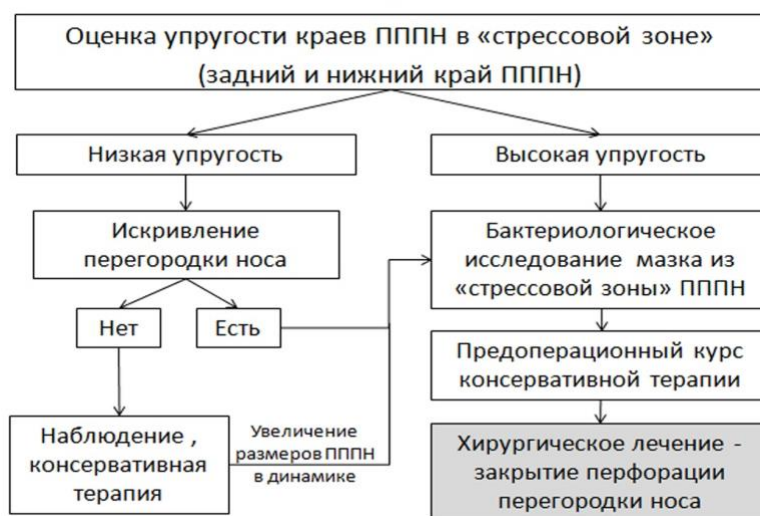 Оценка упругости краев ПППН в «стрессовой зоне»
(задний и нижний край ПППН)
Низкая упругость
Высокая упругость
Искривление
перегородки носа
Бактериологическое
исследование мазка из
«стрессовой зоны» ПППН
Нет
Есть
Предоперационный курс
консервативной терапии
Наблюдение ,
консервативная
терапия
Увеличение
размеров ПППН
в динамике
Хирургическое лечение -
закрытие перфорации
перегородки носа